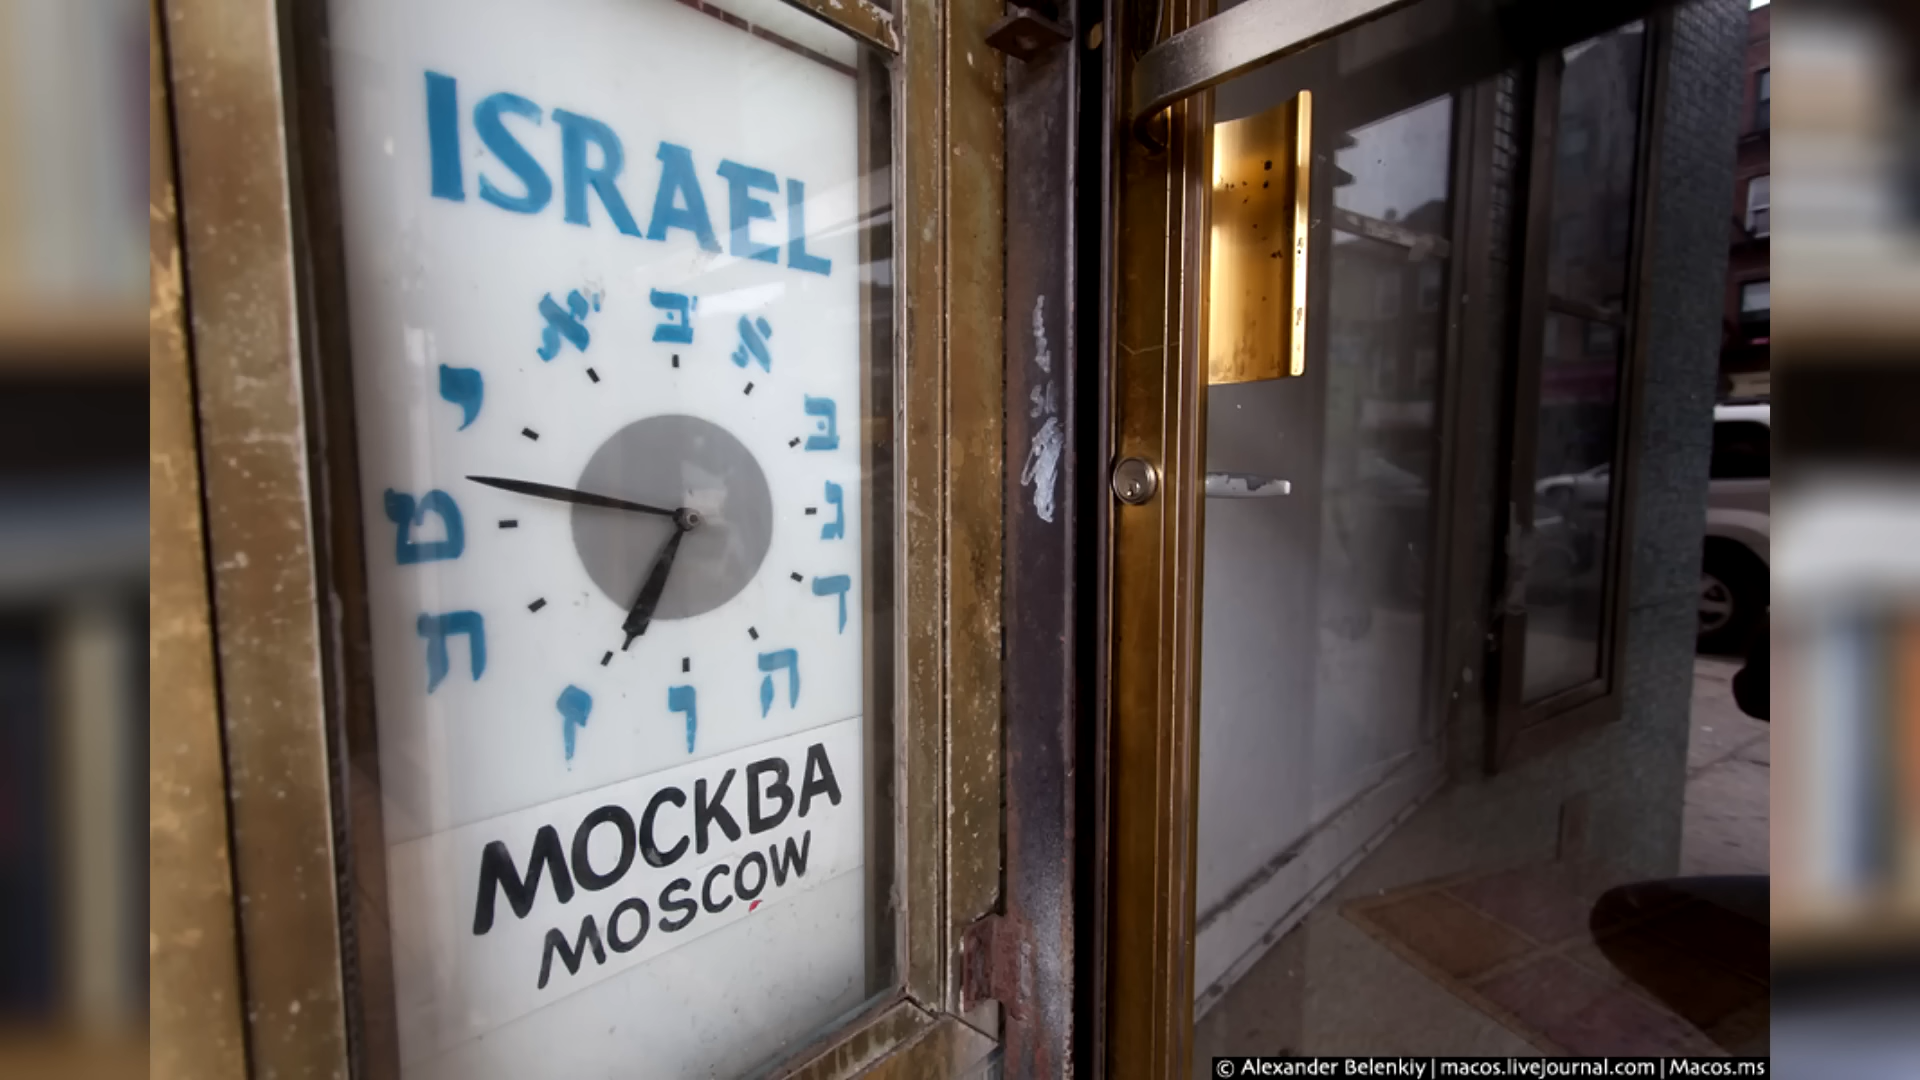 ISRAEL
א
בּ
א
י
בּ
מ
ג
ת
ד
ז
ו
ה
МОСКВА
MOSCOW
© Alexander Belenkiy | macos.livejournal.com | Macos.ms